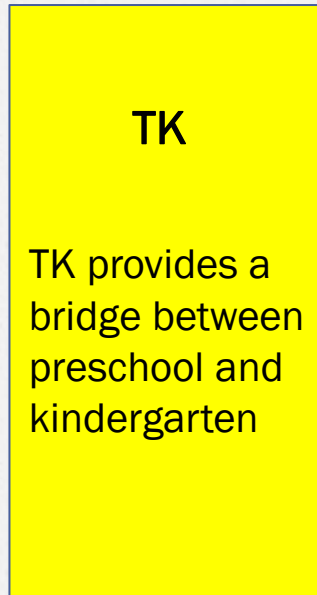 TK
TK provides a
bridge between
preschool and
kindergarten